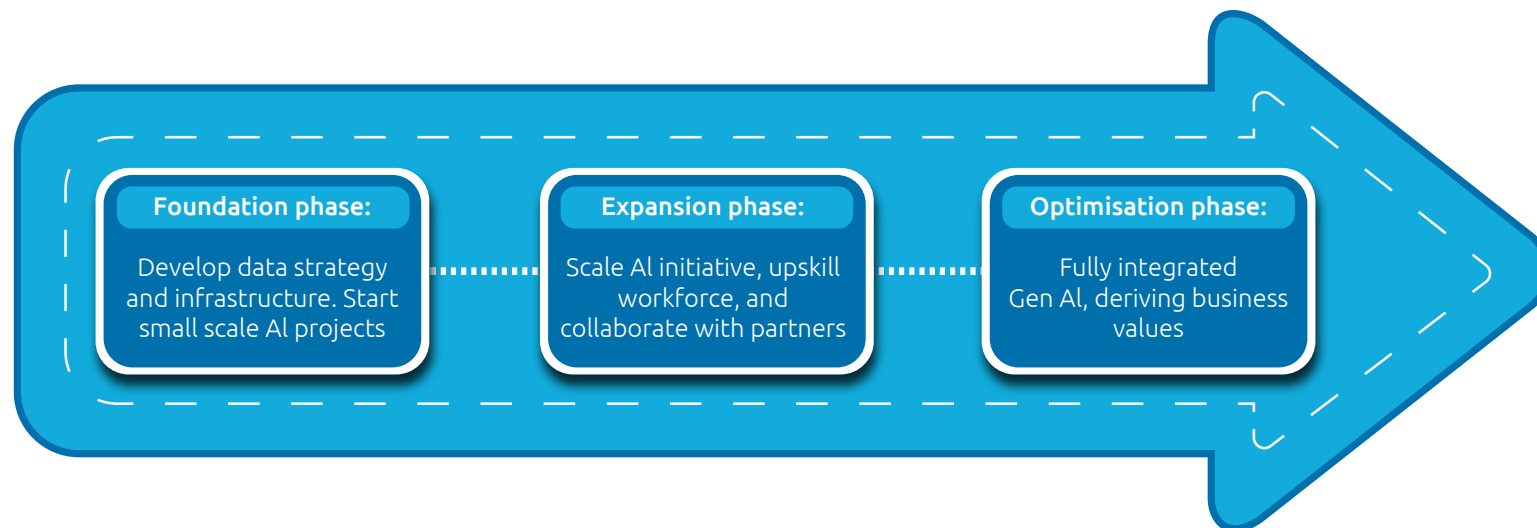 Foundation phase:
Develop data strategy
and infrastructure. Start
small scale AI projects
Expansion phase:
Scale AI initiative, upskill
workforce, and
collaborate with partners
Optimisation phase:
Fully integrated
Gen AI, deriving business
values